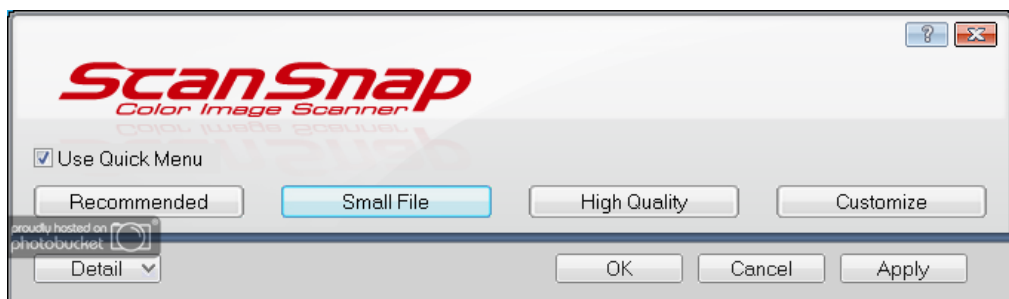 ScanSnap
Color Image Scanner
Use Quick Menu
Recommended Small File High Quality Customize
proudly hosted on
photobucket
Detail OK Cancel Apply